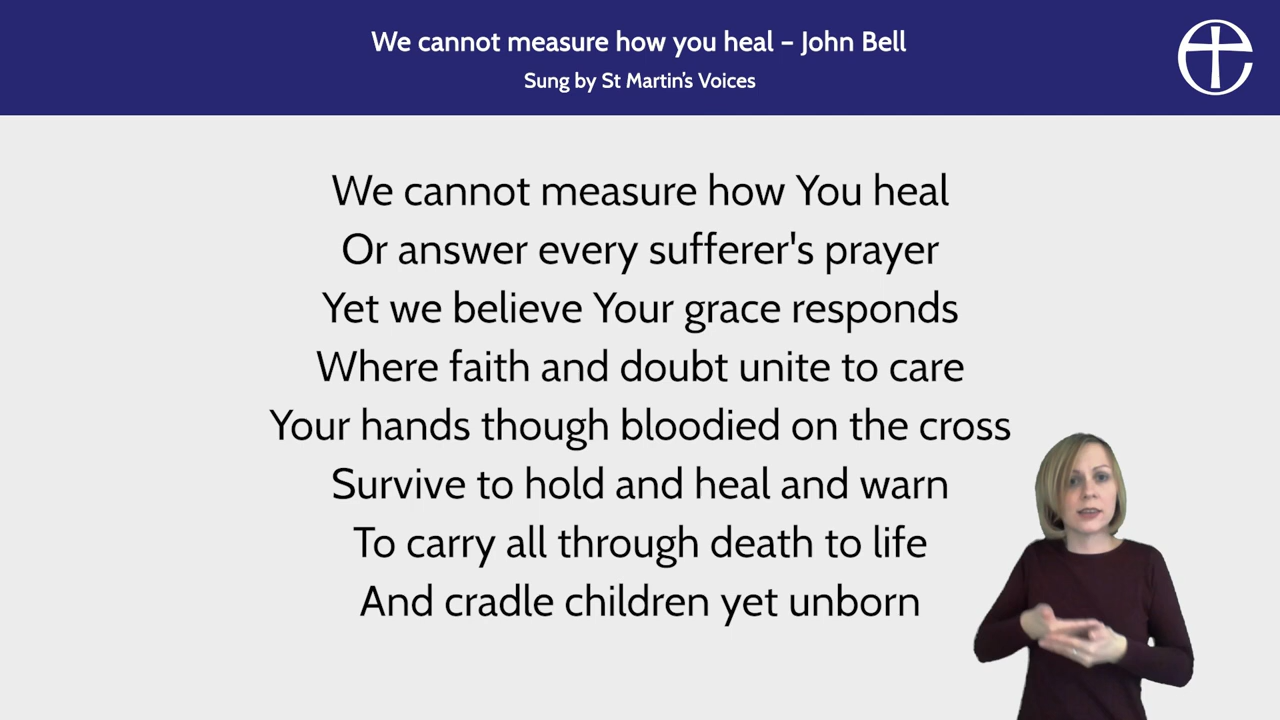 We cannot measure how you heal – John Bell
Sung by St Martin's Voices
We cannot measure how You heal
Or answer every sufferer's prayer
Yet we believe Your grace responds
Where faith and doubt unite to care
Your hands though bloodied on the cross
Survive to hold and heal and warn
To carry all through death to life
And cradle children yet unborn